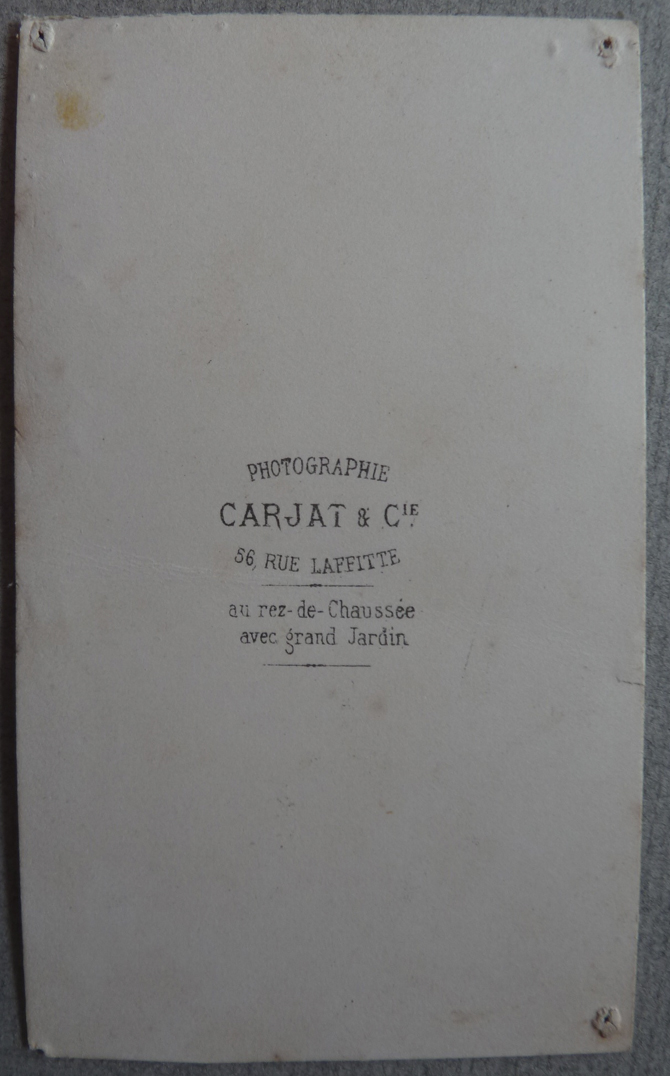 PHOTOGRAPHIE
CARJAT & CIE
56, RUE LAFFITTE
au rez-de-Chaussée
avec grand Jardin